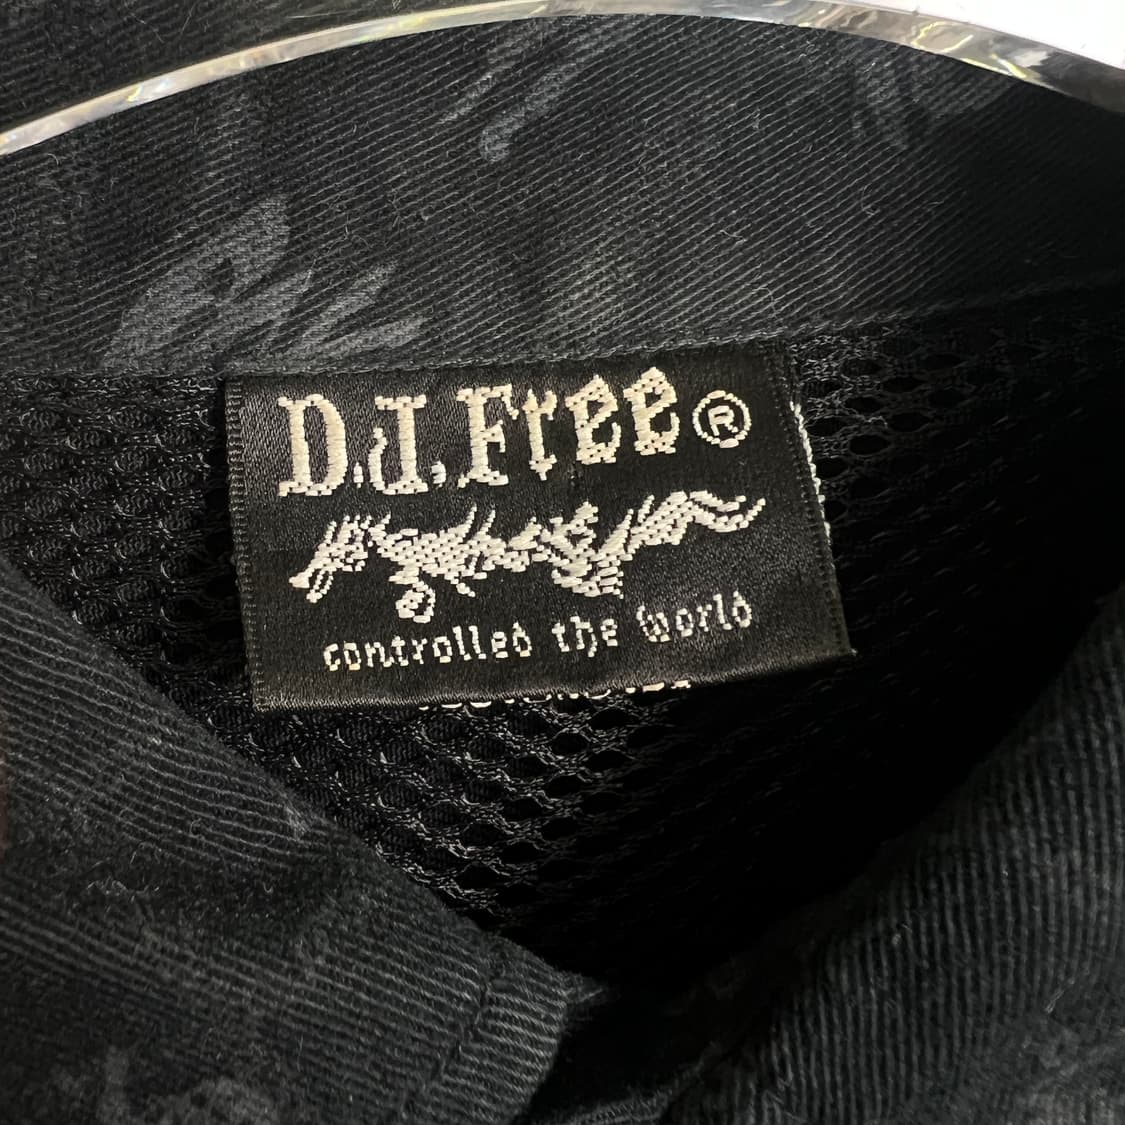 D.J.Free®
controlled the world